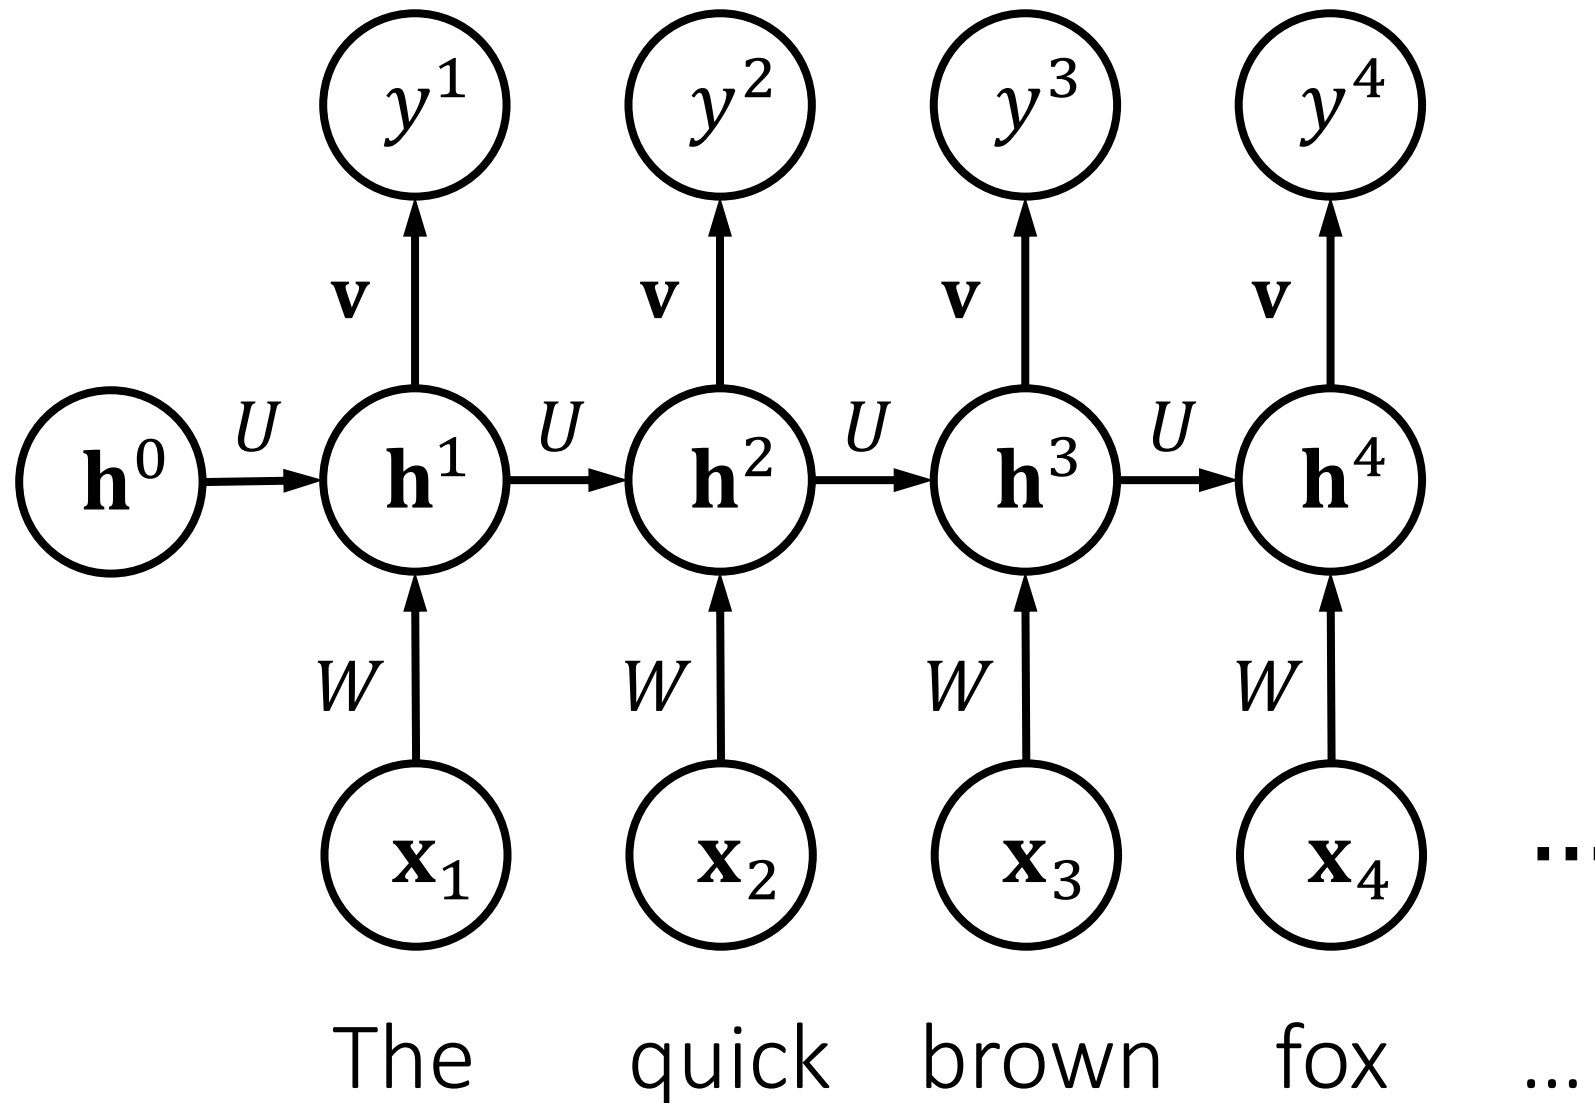 y¹ y² y³ y⁴
v v v v
U U U U
h⁰ h¹ h² h³ h⁴
W W W W
x₁ x₂ x₃ x₄ ...
The quick brown fox ...